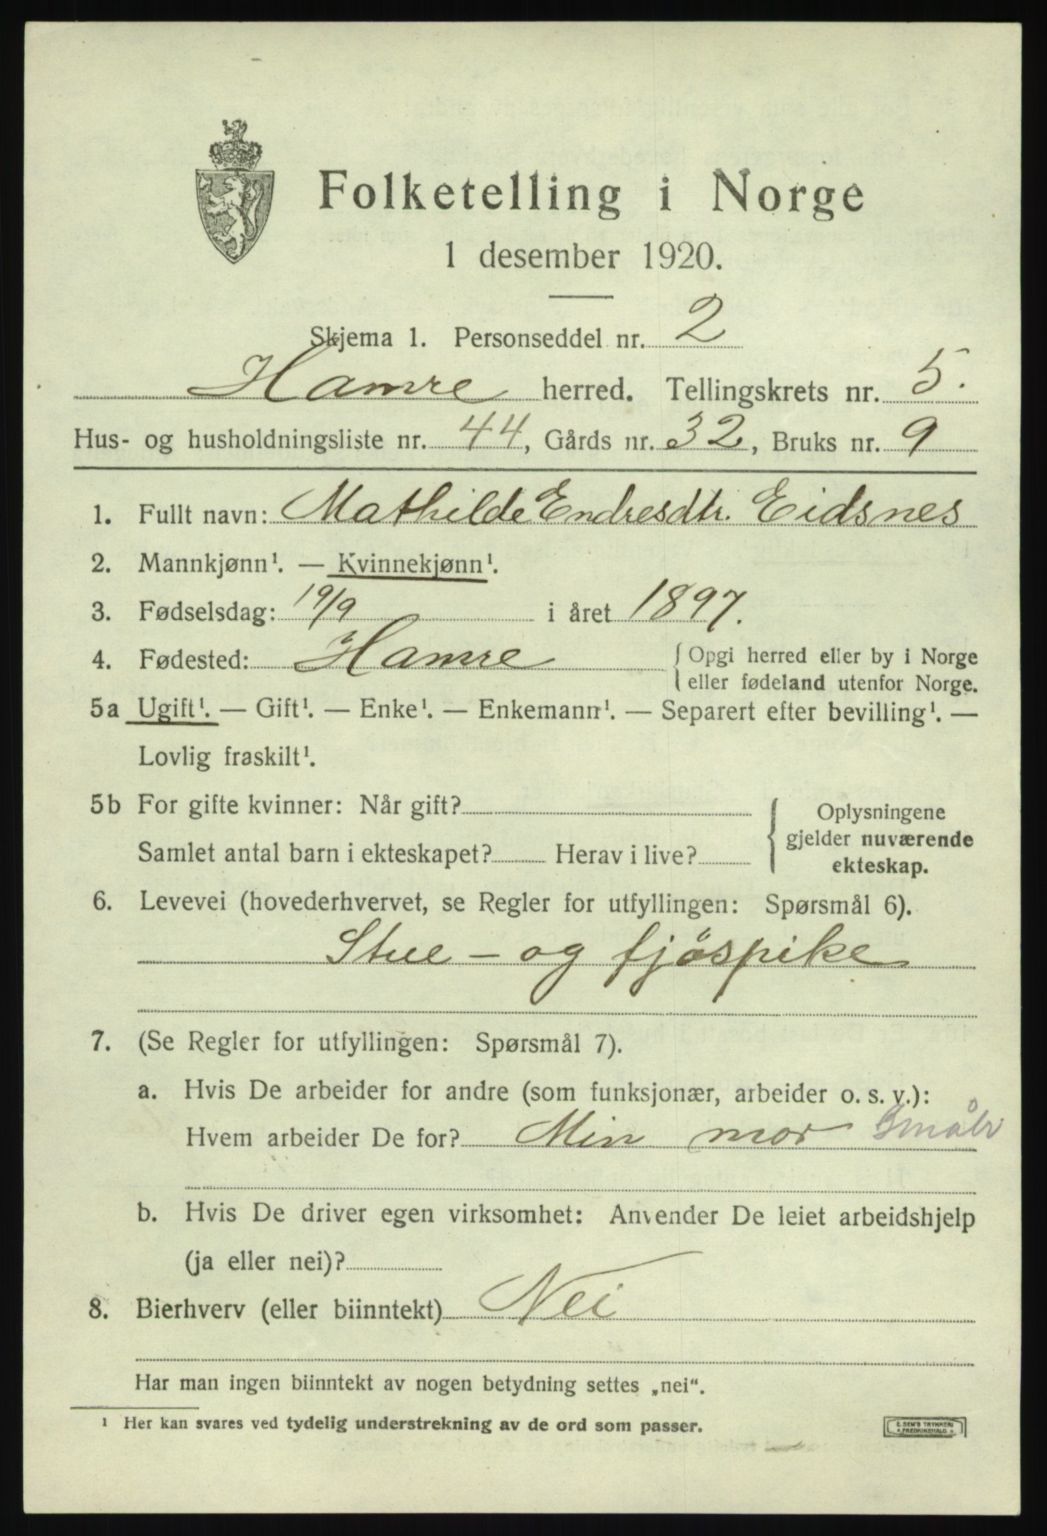 Folketelling i Norge
1 desember 1920.
Skjema 1. Personseddel nr. 2
Hamre herred. Tellingskrets nr. 5.
Hus- og husholdningsliste nr. 44, Gårds nr. 32, Bruks nr. 9
1. Fullt navn: Mathilde Endresdtr. Eidsnes
2. Mannkjønn¹. — Kvinnekjønn¹.
3. Fødselsdag: 19/9 i året 1897.
4. Fødested: Hamre { Opgi herred eller by i Norge
eller fødeland utenfor Norge.
5a Ugift¹. — Gift¹. — Enke¹. — Enkemann¹. — Separert efter bevilling¹. —
Lovlig fraskilt¹.
5b For gifte kvinner: Når gift?
Samlet antal barn i ekteskapet? Herav i live?
{ Oplysningene
gjelder nuværende
ekteskap.
6. Levevei (hovederhvervet, se Regler for utfyllingen: Spørsmål 6).
Stue - og fjöspike
7. (Se Regler for utfyllingen: Spørsmål 7).
a. Hvis De arbeider for andre (som funksjonær, arbeider o. s. v.):
Hvem arbeider De for? Min mor Småbr
b. Hvis De driver egen virksomhet: Anvender De leiet arbeidshjelp
(ja eller nei)?
8. Bierhverv (eller biinntekt) Nei
Har man ingen biinntekt av nogen betydning settes „nei“.
¹ Her kan svares ved tydelig understrekning av de ord som passer.
E. SEM'S TRYKKERI
FREDRIKSHALD